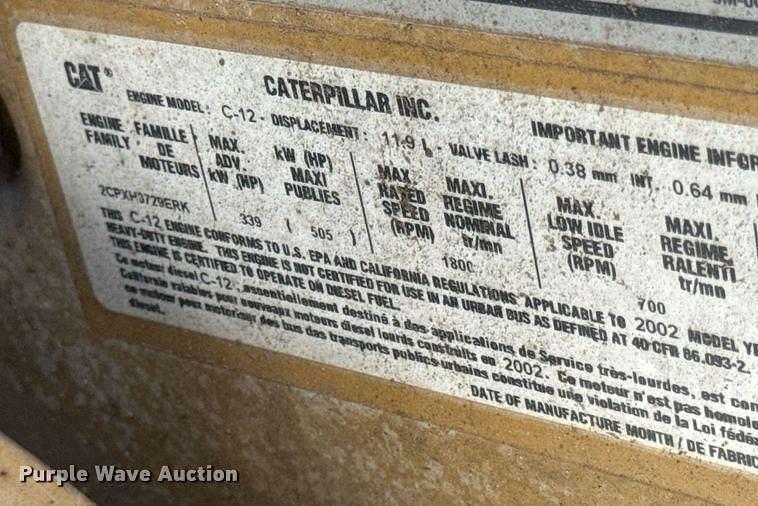 CAT®
CATERPILLAR INC.
IMPORTANT ENGINE INFOR
ENGINE MODEL: C-12 - DISPLACEMENT: 11.9 L - VALVE LASH: 0.38 mm INT. 0.64 mm
ENGINE FAMILY
FAMILLE DE MOTEURS
MAX. ADV. kW (HP)
kW (HP) MAXI PUBLIES
MAX. RATED SPEED (RPM)
MAXI. REGIME NOMINAL tr/mn
MAX. LOW IDLE SPEED (RPM)
MAXI. REGIME RALENTI tr/mn
2CPXH0729ERK 339 ( 505 ) 1800 700
THIS C-12 ENGINE CONFORMS TO U.S. EPA AND CALIFORNIA REGULATIONS APPLICABLE TO 2002 MODEL YE
HEAVY-DUTY ENGINE. THIS ENGINE IS NOT CERTIFIED FOR USE IN AN URBAN BUS AS DEFINED AT 40 CFR 86.093-2.
THIS ENGINE IS CERTIFIED TO OPERATE ON DIESEL FUEL.
Ce moteur diesel C-12 essentiellement destiné à des applications de Service très-lourdes, est con
Californie valables pour nouveaux moteurs diesel lourds construits en 2002. Ce moteur n'est pas homolo
ce moteur pour motoriser des bus des transports publics urbains constitue une violation de la Loi fédé
diesel.
DATE OF MANUFACTURE MONTH / DE FABRIC
Purple Wave Auction